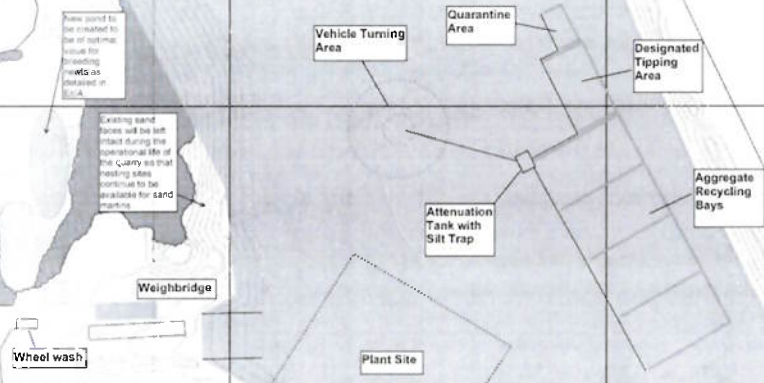 New pond to
be created to
be of optimal
value for
breeding
newts as
detailed in
EcIA
Existing sand
faces will be left
intact during the
operational life of
the quarry so that
nesting sites
continue to be
available for sand
martins
Vehicle Turning
Area
Quarantine
Area
Designated
Tipping
Area
Attenuation
Tank with
Silt Trap
Aggregate
Recycling
Bays
Weighbridge
Wheel wash
Plant Site